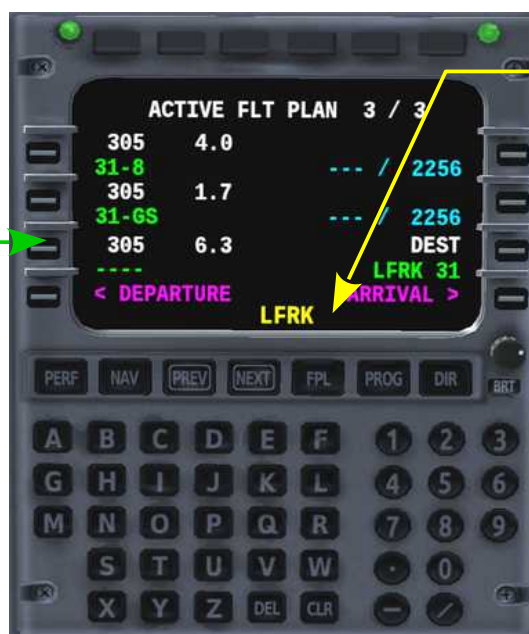 ACTIVE FLT PLAN 3 / 3
305 4.0
31-8 --- / 2256
305 1.7
31-GS --- / 2256
305 6.3 DEST
---- LFRK 31
< DEPARTURE ARRIVAL >
LFRK
PERF NAV PREV NEXT FPL PROG DIR BRT
A B C D E F 1 2 3
G H I J K L 4 5 6
M N O P Q R 7 8 9
S T U V W · 0
X Y Z DEL CLR – /